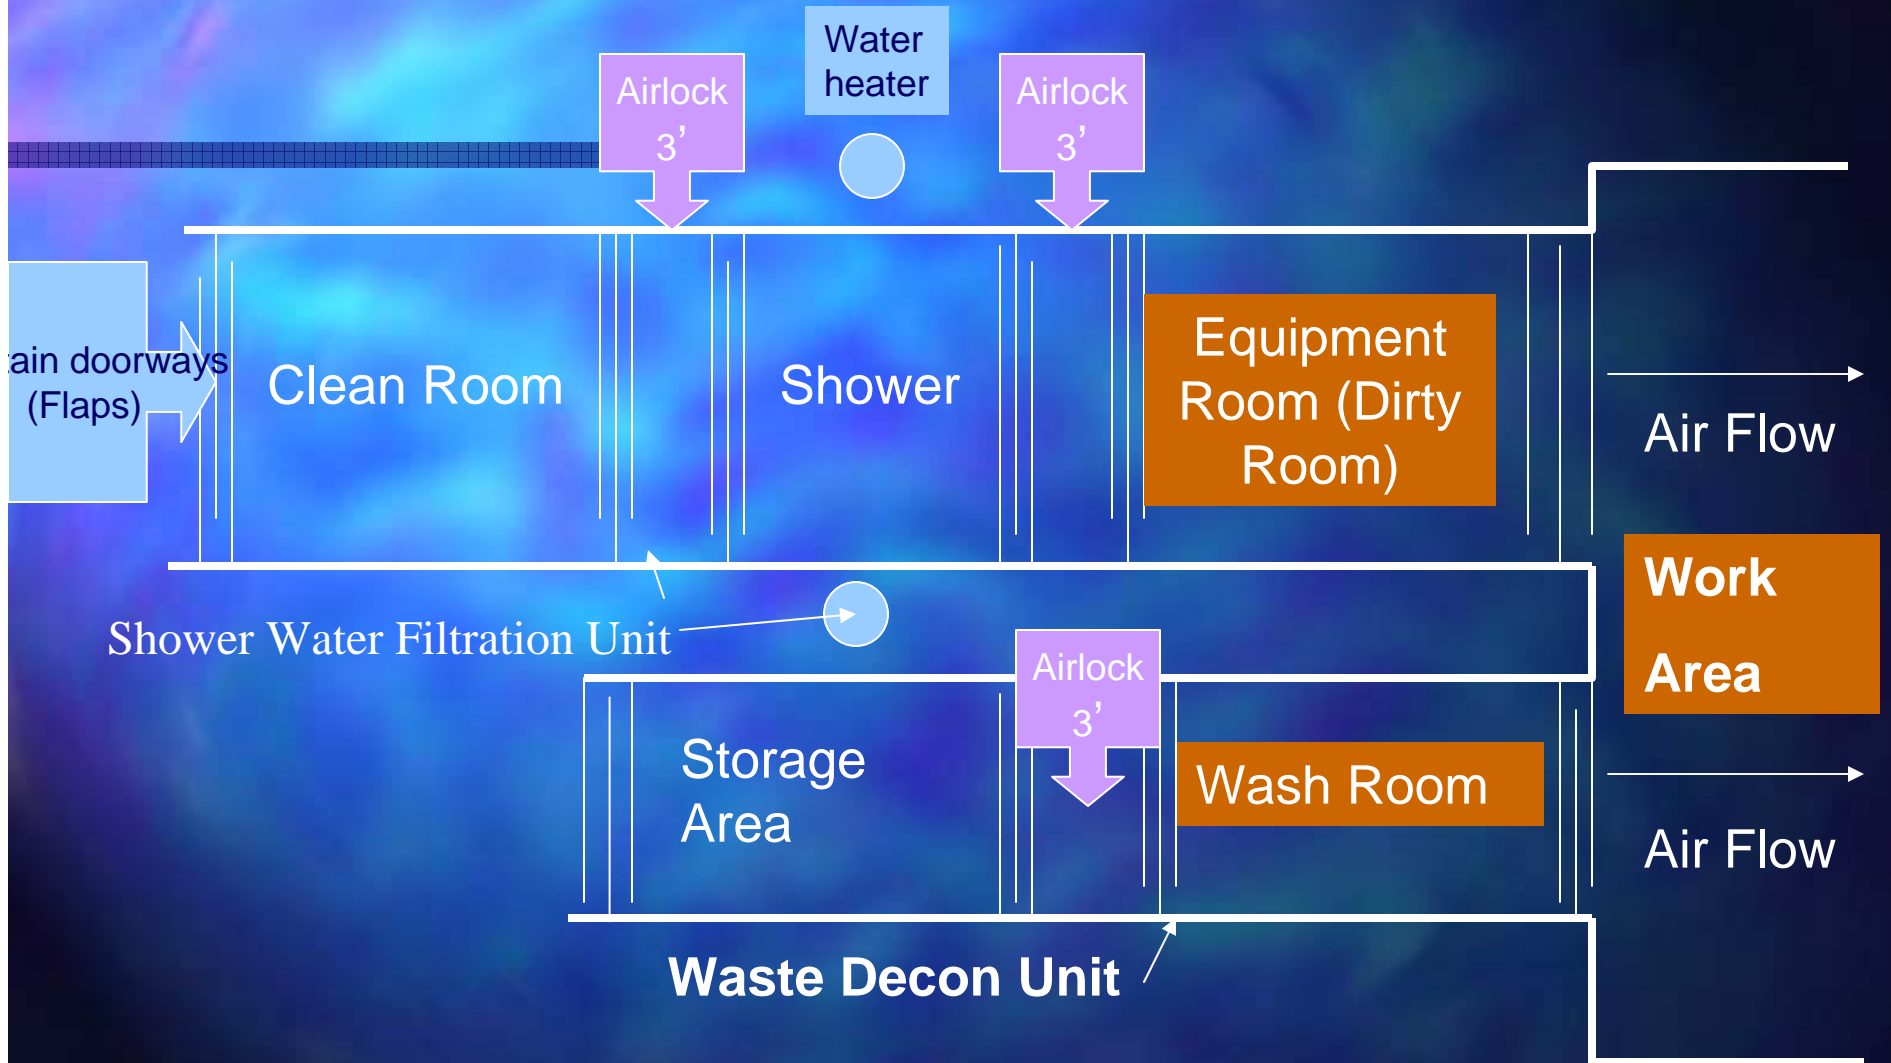 Water
heater
Airlock
3’
Airlock
3’
doorways
(Flaps)
Clean Room
Shower
Equipment
Room (Dirty
Room)
Air Flow
Work
Area
Shower Water Filtration Unit
Airlock
3’
Storage
Area
Wash Room
Air Flow
Waste Decon Unit